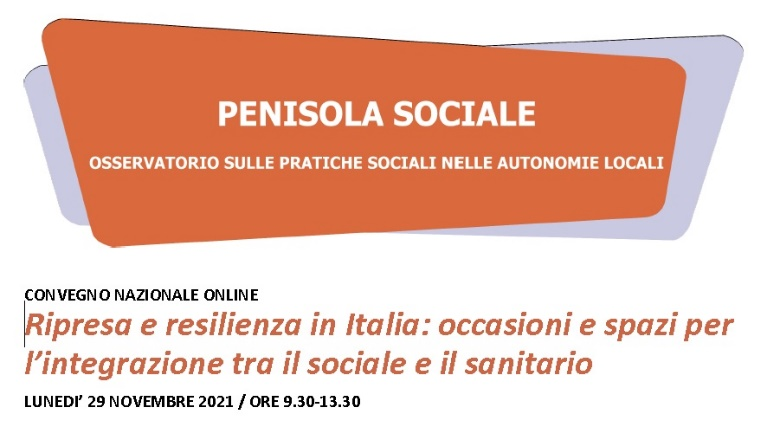 PENISOLA SOCIALE
OSSERVATORIO SULLE PRATICHE SOCIALI NELLE AUTONOMIE LOCALI
CONVEGNO NAZIONALE ONLINE
Ripresa e resilienza in Italia: occasioni e spazi per
l’integrazione tra il sociale e il sanitario
LUNEDI’ 29 NOVEMBRE 2021 / ORE 9.30-13.30